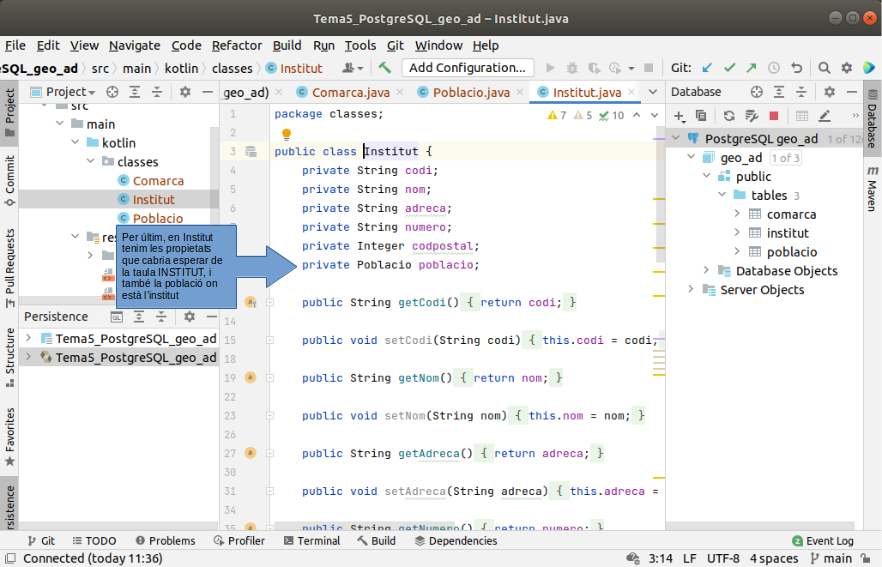 Tema5_PostgreSQL_geo_ad – Institut.java
File Edit View Navigate Code Refactor Build Run Tools Git Window Help
eSQL_geo_ad src main kotlin classes Institut Add Configuration... Git:
Project
geo_ad) Comarca.java Poblacio.java Institut.java
Database
src
main
kotlin
classes
Comarca
Institut
Poblacio
res
Per últim, en Institut
tenim les propietats
que cabria esperar de
la taula INSTITUT, i
també la població on
està l'institut
Persistence
Tema5_PostgreSQL_geo_ad
Tema5_PostgreSQL_geo_ad
7 5 10
1 package classes;
2
3 public class Institut {
4 private String codi;
5 private String nom;
6 private String adreca;
7 private String numero;
8 private Integer codpostal;
private Poblacio poblacio;
public String getCodi() { return codi; }
14
15 public void setCodi(String codi) { this.codi = codi;
18
19 public String getNom() { return nom; }
22
23 public void setNom(String nom) { this.nom = nom; }
26
27 public String getAdreca() { return adreca; }
30
31 public void setAdreca(String adreca) { this.adreca =
34
35 public String getNumero() { return numero; }
PostgreSQL geo_ad 1 of 12
geo_ad 1 of 3
public
tables 3
comarca
institut
poblacio
Database Objects
Server Objects
Project
Commit
Pull Requests
Structure
Favorites
rsistence
Database
m Maven
Git TODO Problems Profiler Terminal Build Dependencies 2 Event Log
Connected (today 11:36) 3:14 LF UTF-8 4 spaces main